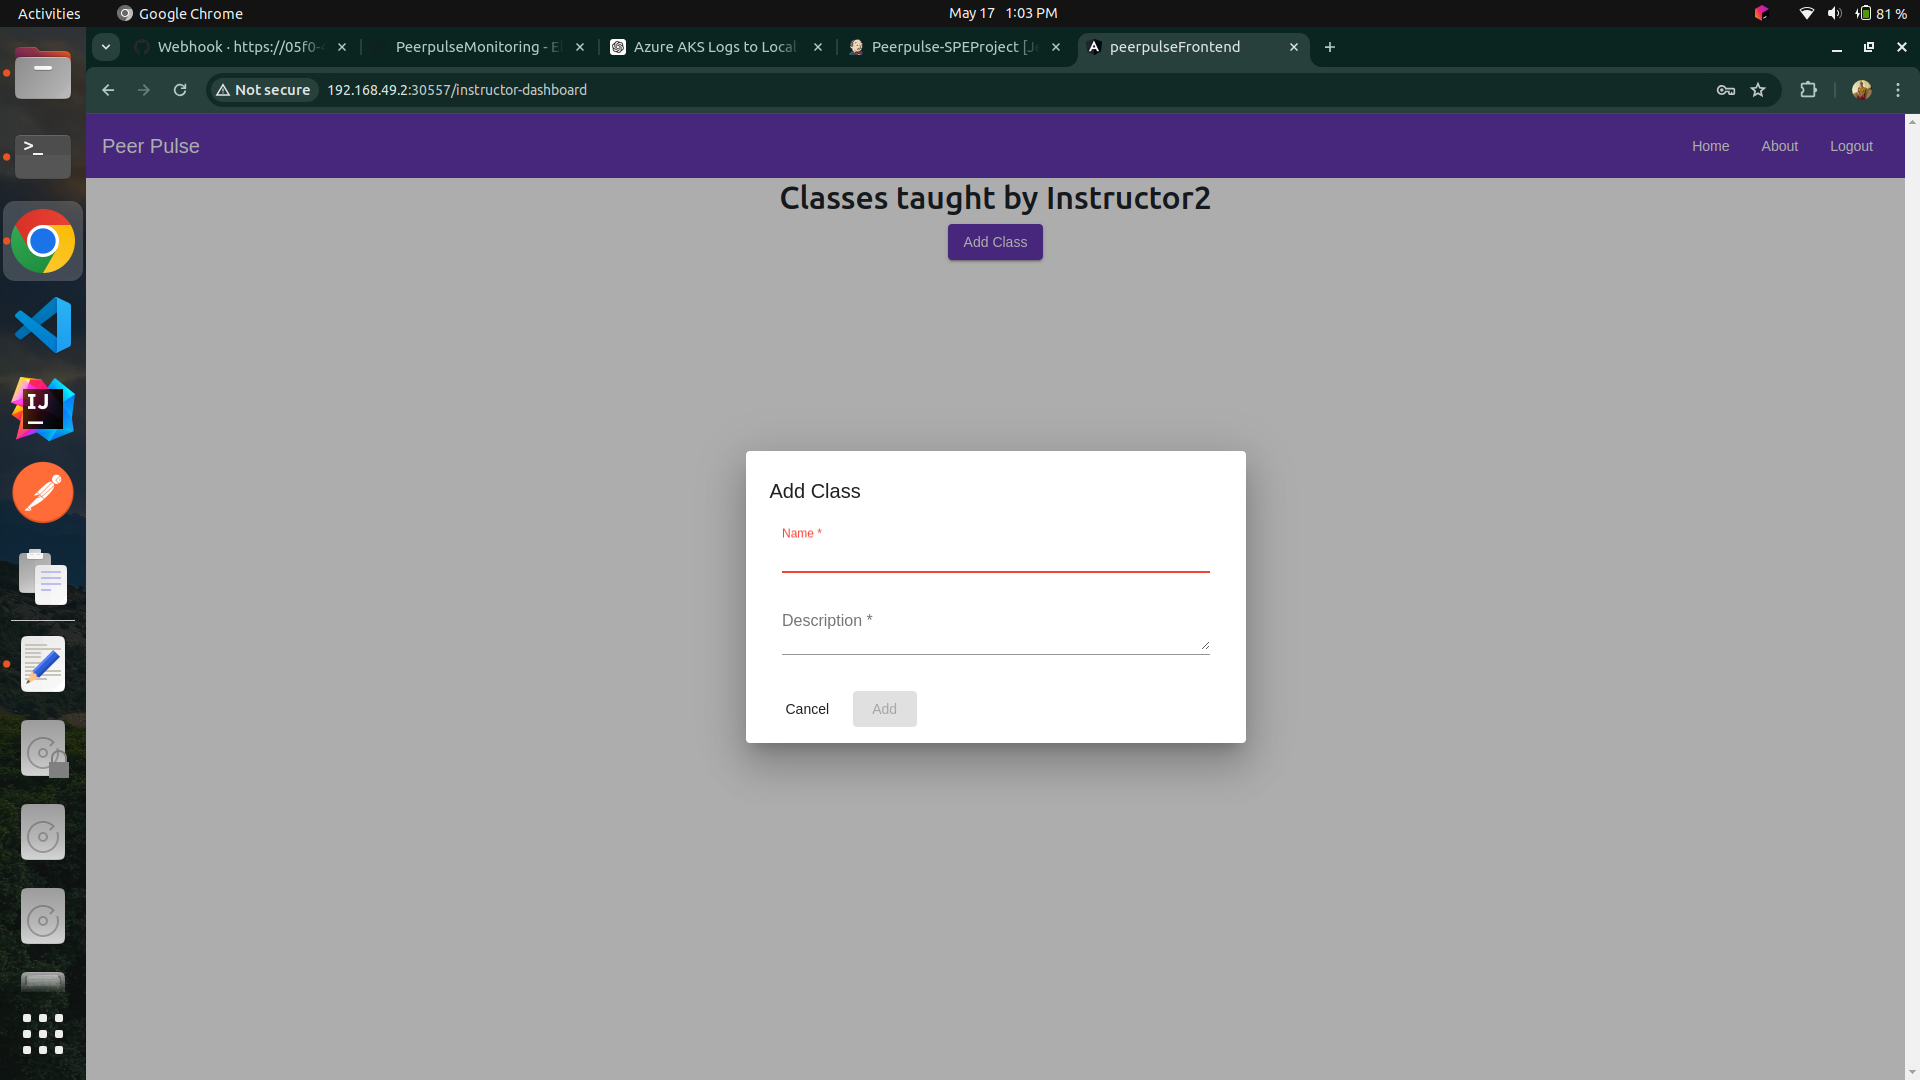 Activities
Google Chrome
May 17 1:03 PM
81 %
Webhook · https://05f0-
PeerpulseMonitoring - El
Azure AKS Logs to Local
Peerpulse-SPEProject [Je
peerpulseFrontend
Not secure
192.168.49.2:30557/instructor-dashboard
Peer Pulse
Home
About
Logout
Classes taught by Instructor2
Add Class
Add Class
Name *
Description *
Cancel
Add
>_
IJ